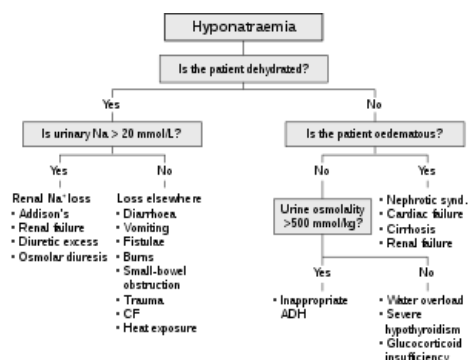 Hyponatraemia
Is the patient dehydrated?
Yes
No
Is urinary Na > 20 mmol/L?
Is the patient oedematous?
Yes
No
No
Yes
Renal Na⁺ loss
• Addison's
• Renal failure
• Diuretic excess
• Osmolar diuresis
Loss elsewhere
• Diarrhoea
• Vomiting
• Fistulae
• Burns
• Small-bowel
obstruction
• Trauma
• CF
• Heat exposure
Urine osmolality
>500 mmol/kg?
• Nephrotic synd.
• Cardiac failure
• Cirrhosis
• Renal failure
Yes
No
• Inappropriate
ADH
• Water overload
• Severe
hypothyroidism
• Glucocorticoid
insufficiency